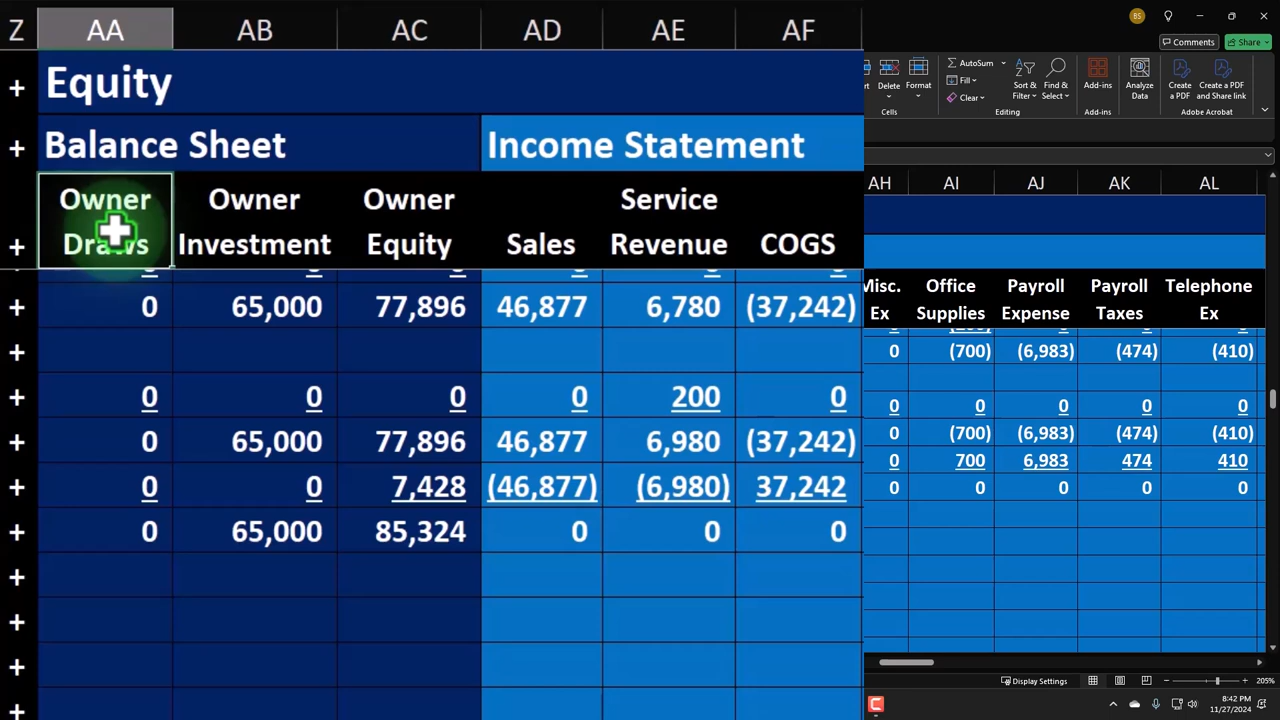 Z AA AB AC AD AE AF
+ Equity
+ Balance Sheet Income Statement
Owner Owner Owner Service
+ Draws Investment Equity Sales Revenue COGS
+ 0 65,000 77,896 46,877 6,780 (37,242)
+
+ 0 0 0 0 200 0
+ 0 65,000 77,896 46,877 6,980 (37,242)
+ 0 0 7,428 (46,877) (6,980) 37,242
+ 0 65,000 85,324 0 0 0
+
+
+
+
BS
Comments Share
Delete Format
AutoSum
Fill
Clear
Sort & Find &
Filter Select
Add-ins
Analyze
Data
Create a PDF
Create a PDF and Share link
Cells Editing Add-ins Adobe Acrobat
AH AI AJ AK AL
Misc. Office Payroll Payroll Telephone
Ex Supplies Expense Taxes Ex
0 (700) (6,983) (474) (410)
0 0 0 0 0
0 (700) (6,983) (474) (410)
0 700 6,983 474 410
0 0 0 0 0
Display Settings 205%
8:42 PM
11/27/2024